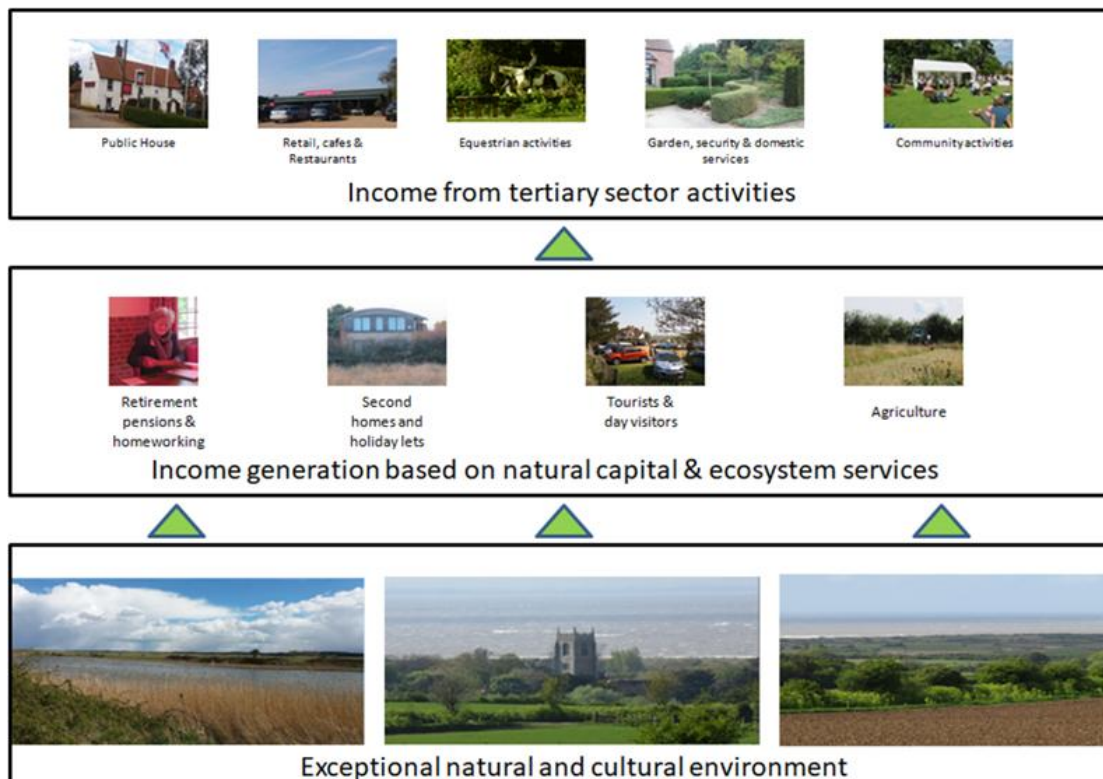 Public House
Retail, cafes &
Restaurants
Equestrian activities
Garden, security & domestic
services
Community activities
Income from tertiary sector activities
Retirement
pensions &
homeworking
Second
homes and
holiday lets
Tourists &
day visitors
Agriculture
Income generation based on natural capital & ecosystem services
Exceptional natural and cultural environment